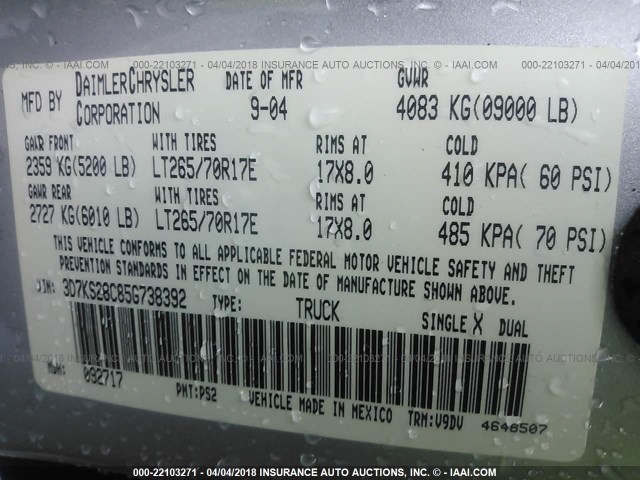 000-22103271 - 04/04/2018 INSURANCE AUTO AUCTIONS, INC. - © IAAI.COM
MFD BY DAIMLERCHRYSLER CORPORATION DATE OF MFR 9-04 GVWR 4083 KG(09000 LB)
GAWR FRONT WITH TIRES RIMS AT COLD
2359 KG(5200 LB) LT265/70R17E 17X8.0 410 KPA( 60 PSI)
GAWR REAR WITH TIRES RIMS AT COLD
2727 KG(6010 LB) LT265/70R17E 17X8.0 485 KPA( 70 PSI)
THIS VEHICLE CONFORMS TO ALL APPLICABLE FEDERAL MOTOR VEHICLE SAFETY AND THEFT
PREVENTION STANDARDS IN EFFECT ON THE DATE OF MANUFACTURE SHOWN ABOVE.
VIN: 3D7KS28C85G738392 TYPE: TRUCK SINGLE X DUAL
MDH: 092717 PNT:PS2 VEHICLE MADE IN MEXICO TRM:V9DV 4648507
000-22103271 - 04/04/2018 INSURANCE AUTO AUCTIONS, INC. - © IAAI.COM